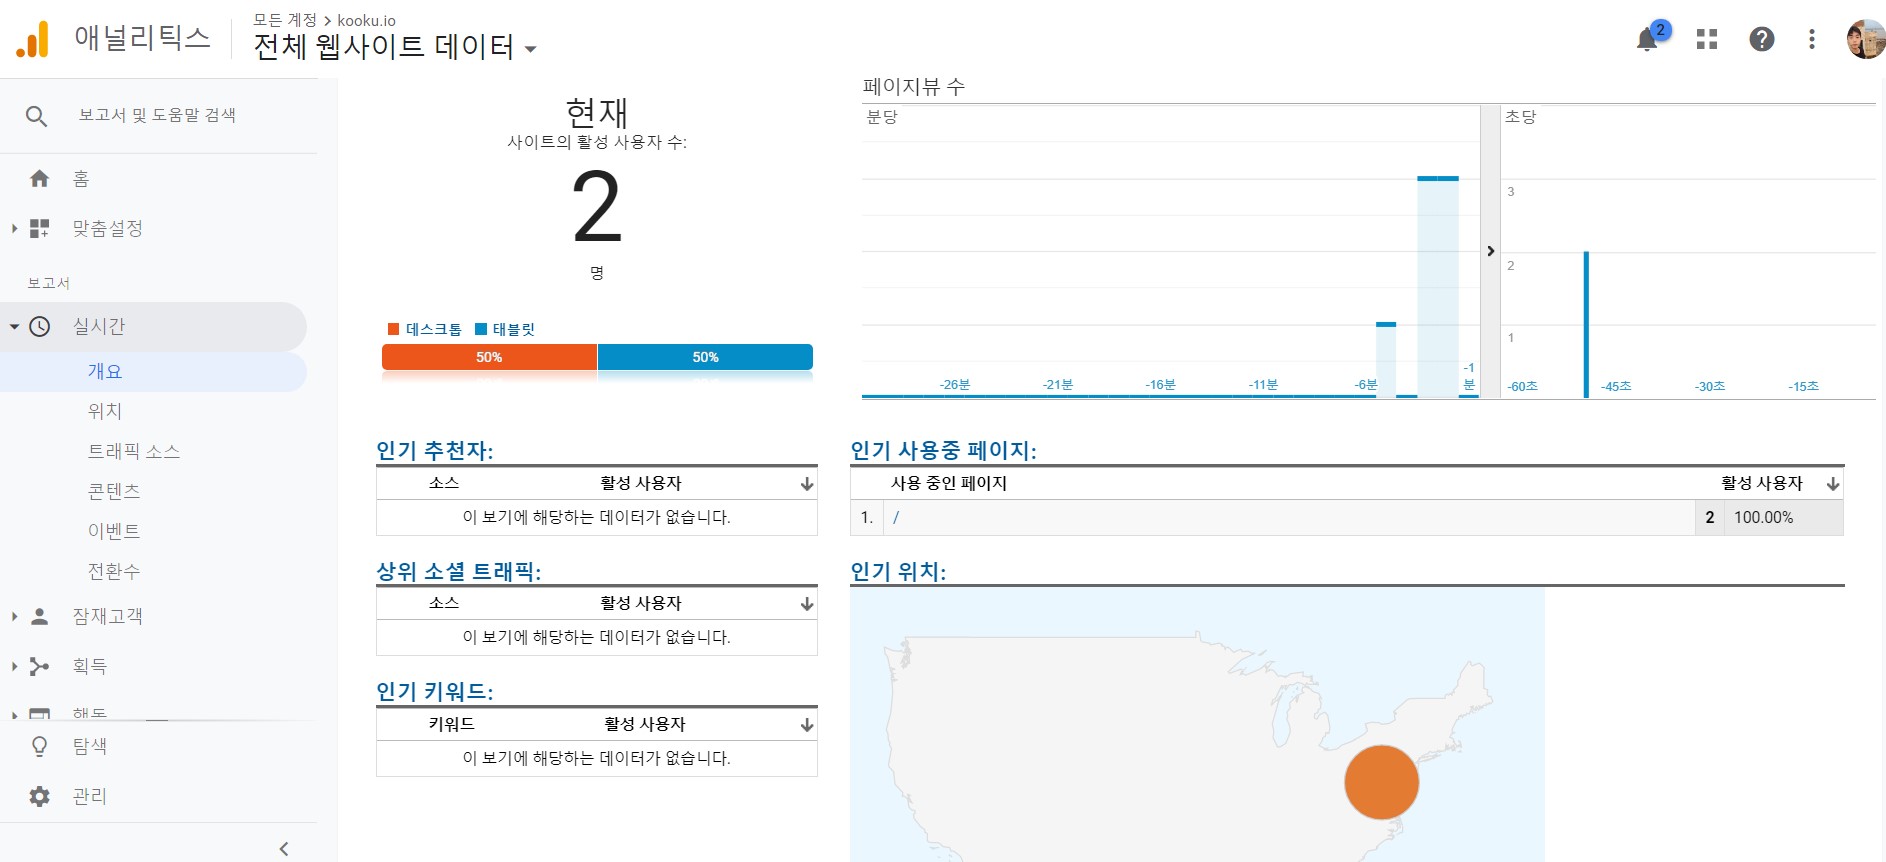 애널리틱스
모든 계정 > kooku.io
전체 웹사이트 데이터
2
보고서 및 도움말 검색
홈
맞춤설정
보고서
실시간
개요
위치
트래픽 소스
콘텐츠
이벤트
전환수
잠재고객
획득
행동
탐색
관리
현재
사이트의 활성 사용자 수:
2
명
데스크톱 태블릿
50% 50%
페이지뷰 수
분당
-26분 -21분 -16분 -11분 -6분 -1분
초당
3
2
1
-60초 -45초 -30초 -15초
인기 추천자:
소스 활성 사용자
이 보기에 해당하는 데이터가 없습니다.
상위 소셜 트래픽:
소스 활성 사용자
이 보기에 해당하는 데이터가 없습니다.
인기 키워드:
키워드 활성 사용자
이 보기에 해당하는 데이터가 없습니다.
인기 사용중 페이지:
사용 중인 페이지 활성 사용자
1. / 2 100.00%
인기 위치: